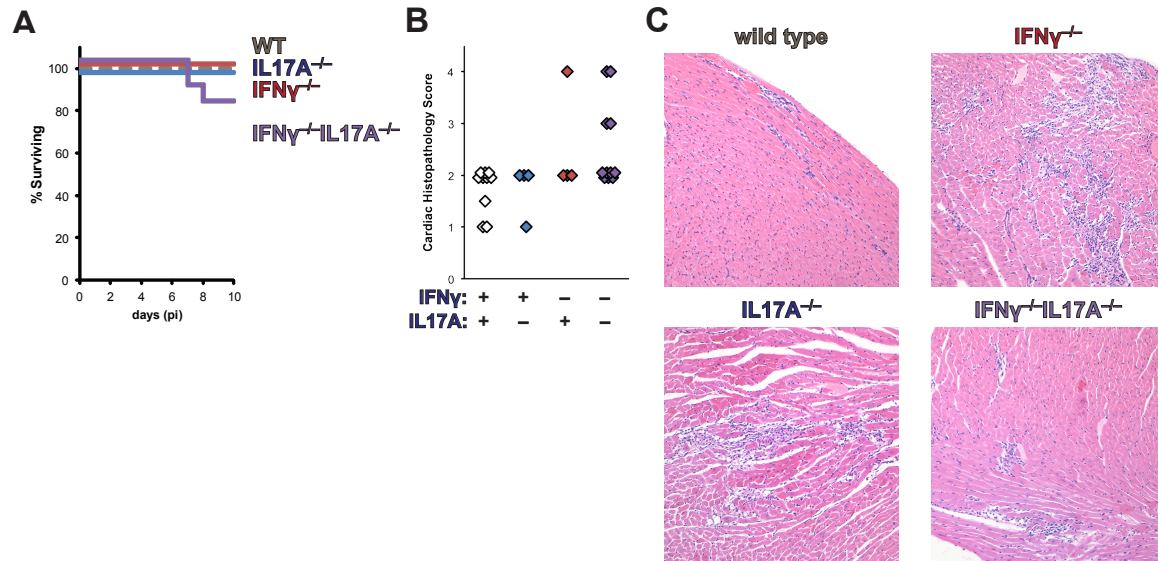 A
WT
IL17A⁻/⁻
IFNγ⁻/⁻
IFNγ⁻/⁻IL17A⁻/⁻
% Surviving
100
80
60
40
20
0
0 2 4 6 8 10
days (pi)
B
Cardiac Histopathology Score
4
3
2
1
0
IFNγ: + + – –
IL17A: + – + –
C
wild type
IFNγ⁻/⁻
IL17A⁻/⁻
IFNγ⁻/⁻IL17A⁻/⁻